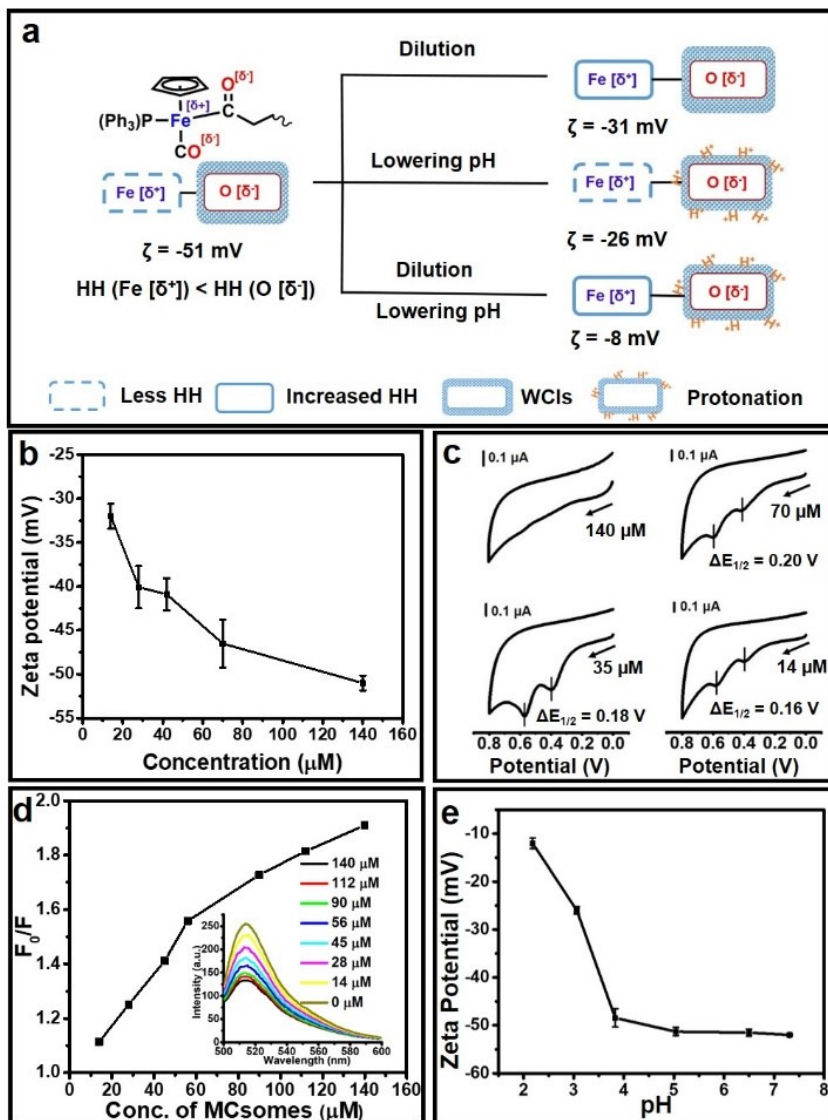 a
O[δ-]
[δ+]
(Ph3)P
Fe
C
CO[δ-]
Fe [δ+]
O [δ-]
ζ = -51 mV
HH (Fe [δ+]) < HH (O [δ-])
Dilution
Fe [δ+]
O [δ-]
ζ = -31 mV
Lowering pH
Fe [δ+]
O [δ-]
H+ H+ H+ H+ H+ +H H+
ζ = -26 mV
Dilution
Lowering pH
Fe [δ+]
O [δ-]
H+ H+ H+ H+ H+ +H H+
ζ = -8 mV
Less HH
Increased HH
WCIs
Protonation
b
Zeta potential (mV)
-25
-30
-35
-40
-45
-50
-55
0 20 40 60 80 100 120 140 160
Concentration (μM)
c
0.1 μA
140 μM
0.1 μA
70 μM
ΔE1/2 = 0.20 V
0.1 μA
35 μM
ΔE1/2 = 0.18 V
0.1 μA
14 μM
ΔE1/2 = 0.16 V
0.8 0.6 0.4 0.2 0.0
Potential (V)
0.8 0.6 0.4 0.2 0.0
Potential (V)
d
F0/F
2.0
1.8
1.6
1.4
1.2
1.0
0 20 40 60 80 100 120 140 160
Conc. of MCsomes (μM)
140 μM
112 μM
90 μM
56 μM
45 μM
28 μM
14 μM
0 μM
Intensity (a.u.)
250
200
150
100
50
0
500 520 540 560 580 600
Wavelength (nm)
e
Zeta Potential (mV)
-10
-20
-30
-40
-50
-60
2 3 4 5 6 7
pH